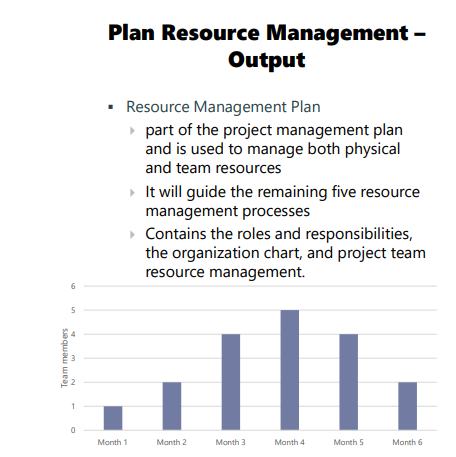 Plan Resource Management –
Output
▪ Resource Management Plan
part of the project management plan
and is used to manage both physical
and team resources
It will guide the remaining five resource
management processes
Contains the roles and responsibilities,
the organization chart, and project team
resource management.
6
5
4
3
2
1
0
Team members
Month 1 Month 2 Month 3 Month 4 Month 5 Month 6